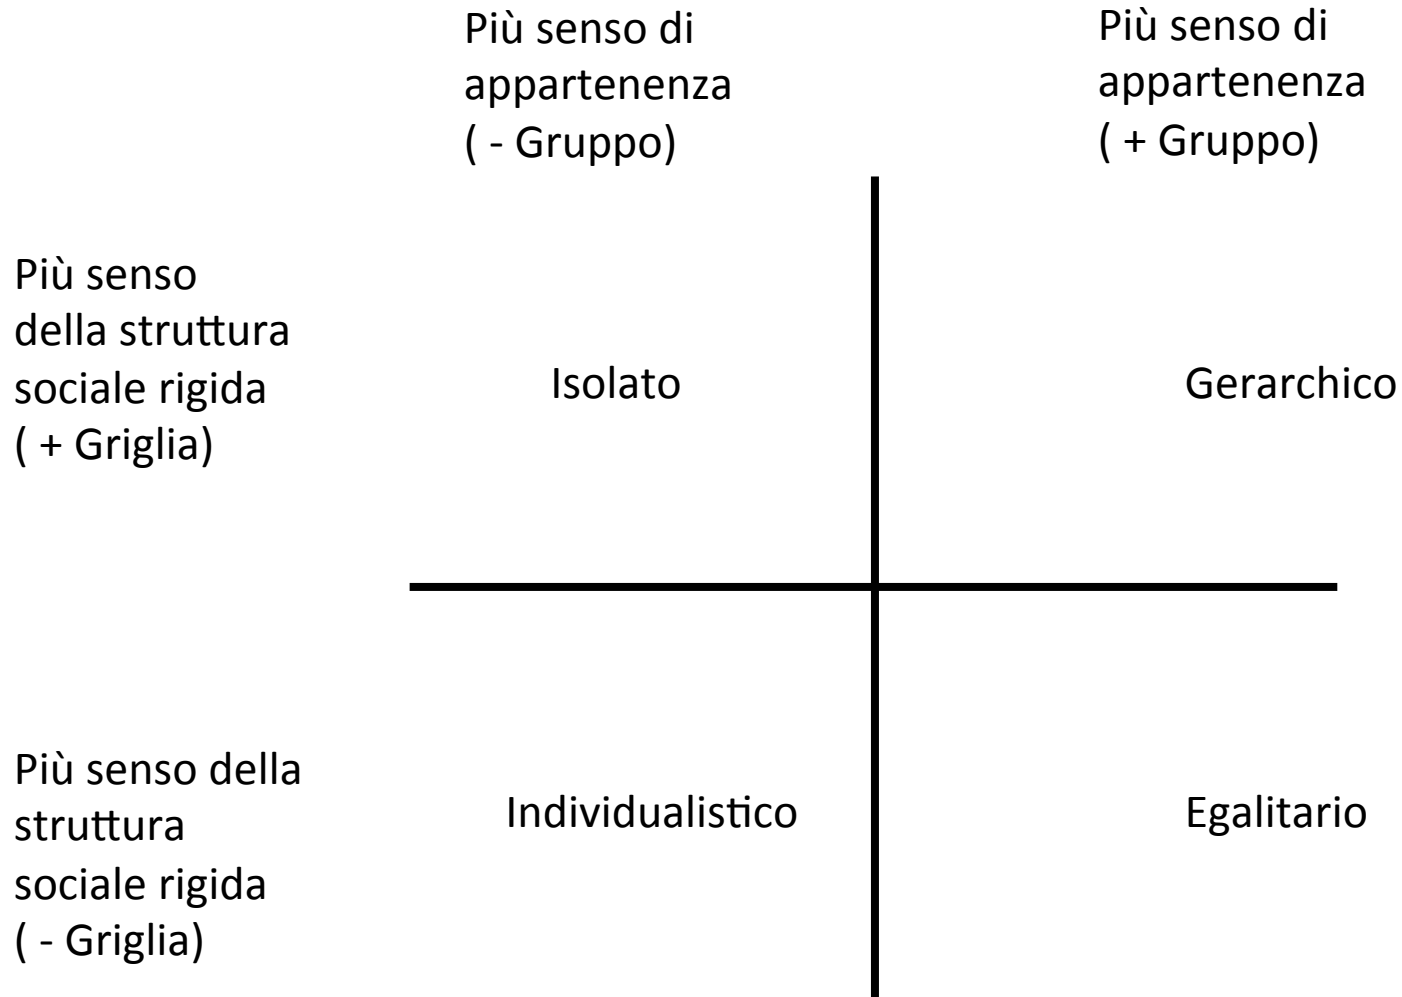 Più senso di
appartenenza
( - Gruppo)
Più senso di
appartenenza
( + Gruppo)
Più senso
della struttura
sociale rigida
( + Griglia)
Isolato
Gerarchico
Più senso della
struttura
sociale rigida
( - Griglia)
Individualistico
Egalitario